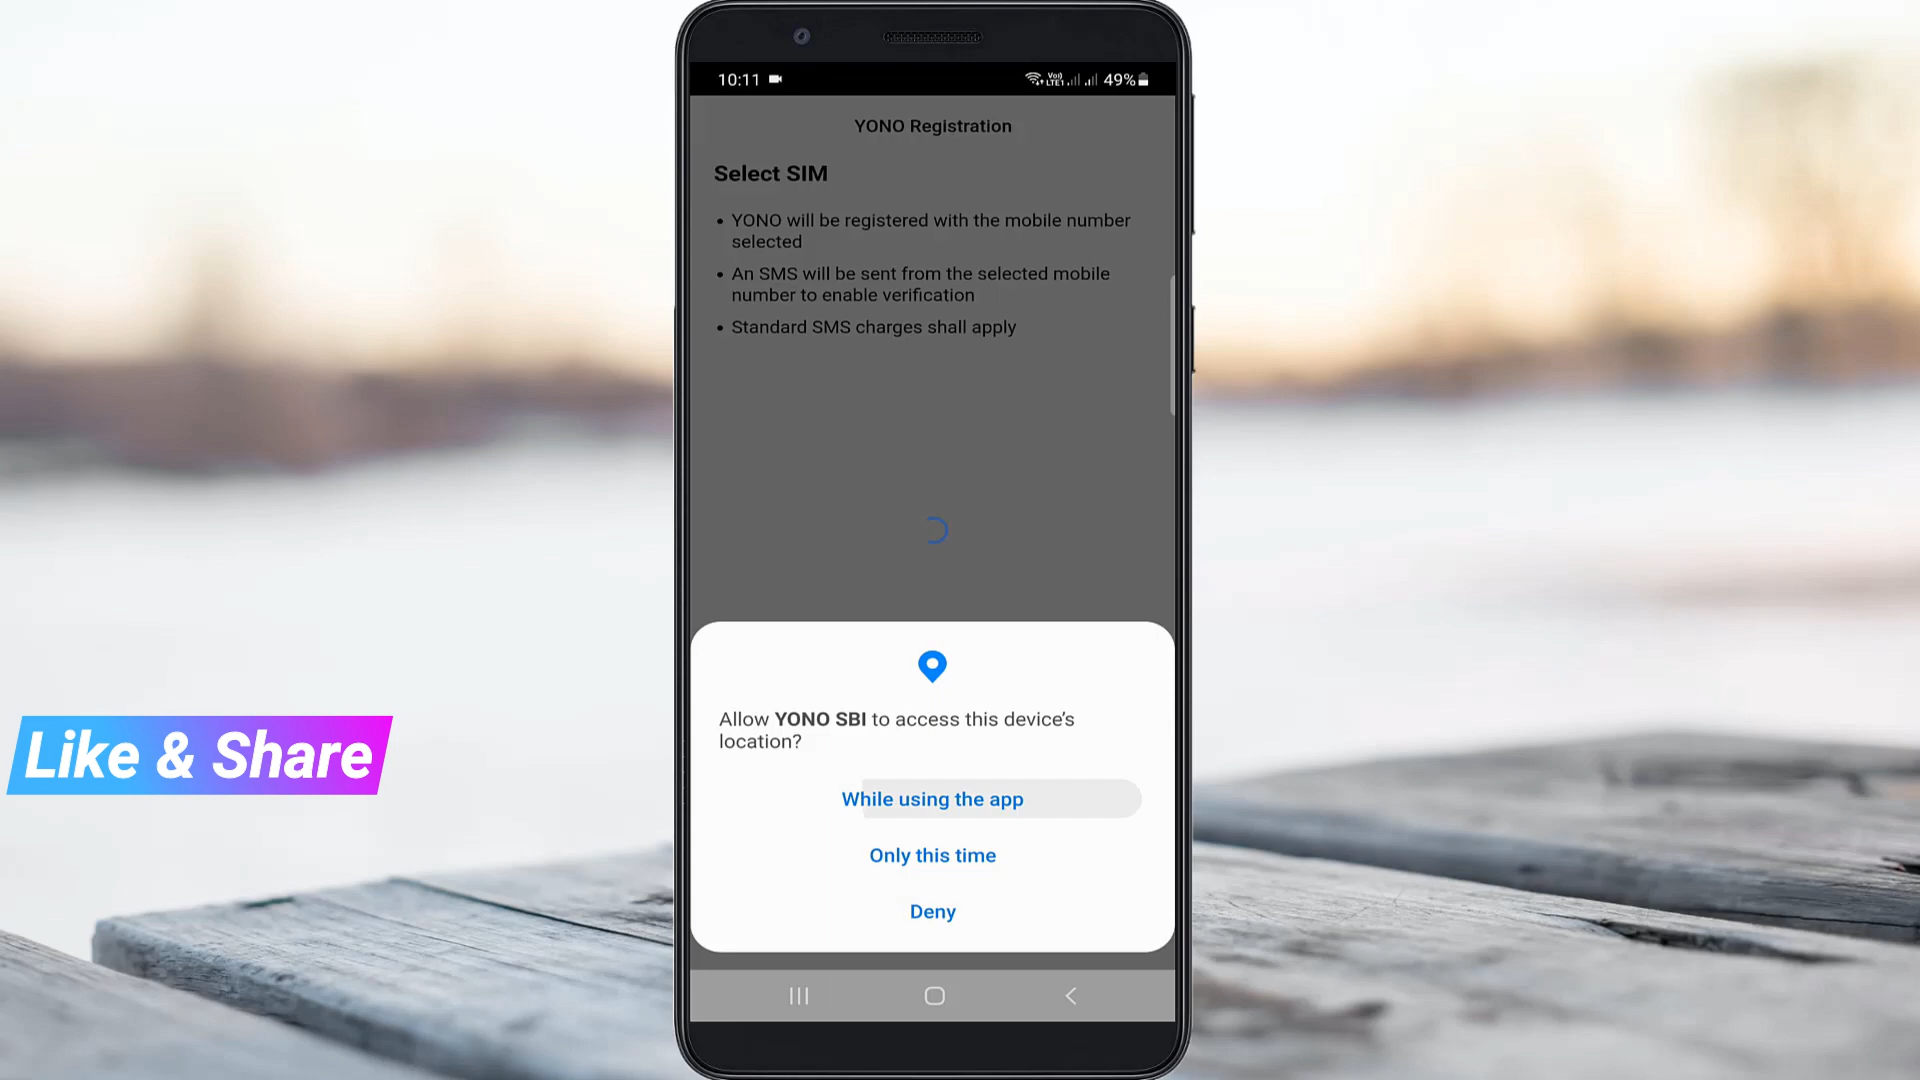 10:11
Vo)) LTE1 49%
YONO Registration
Select SIM
• YONO will be registered with the mobile number
selected
• An SMS will be sent from the selected mobile
number to enable verification
• Standard SMS charges shall apply
Allow YONO SBI to access this device's
location?
While using the app
Only this time
Deny
Like & Share